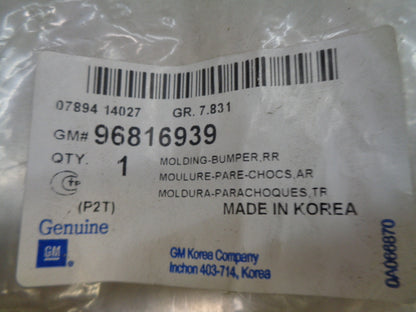 07894 14027 GR. 7.831
GM# 96816939
QTY. 1 MOLDING-BUMPER,RR
MOULURE-PARE-CHOCS,AR
MOLDURA-PARACHOQUES,TR
(P2T) MADE IN KOREA
Genuine
GM
GM Korea Company
Inchon 403-714, Korea
0A066870